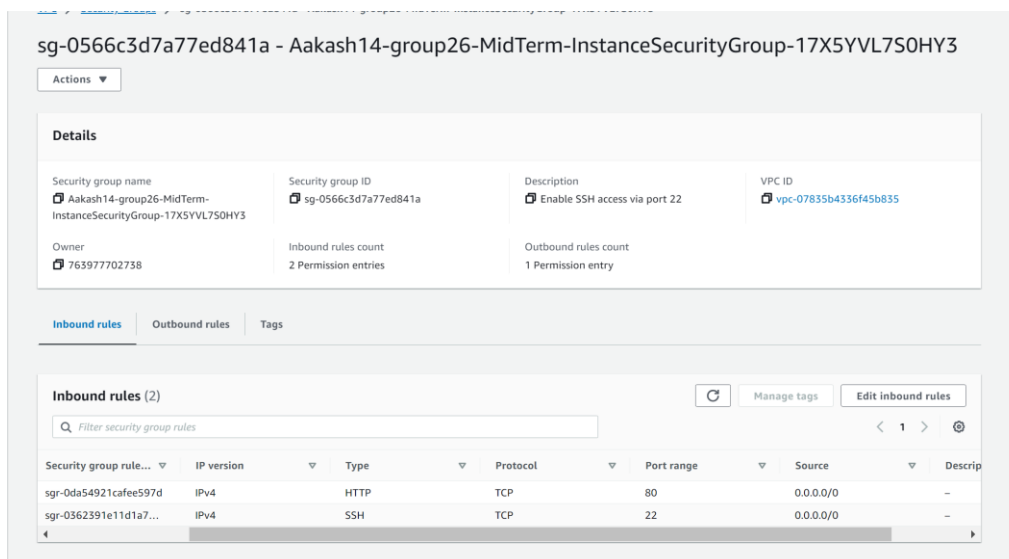 sg-0566c3d7a77ed841a - Aakash14-group26-MidTerm-InstanceSecurityGroup-17X5YVL7S0HY3
Actions
Details
Security group name
Aakash14-group26-MidTerm-
InstanceSecurityGroup-17X5YVL7S0HY3
Security group ID
sg-0566c3d7a77ed841a
Description
Enable SSH access via port 22
VPC ID
vpc-07835b4336f45b835
Owner
763977702738
Inbound rules count
2 Permission entries
Outbound rules count
1 Permission entry
Inbound rules Outbound rules Tags
Inbound rules (2)
Manage tags Edit inbound rules
Filter security group rules
1
Security group rule... IP version Type Protocol Port range Source Descrip
sgr-0da54921cafee597d IPv4 HTTP TCP 80 0.0.0.0/0 –
sgr-0362391e11d1a7... IPv4 SSH TCP 22 0.0.0.0/0 –